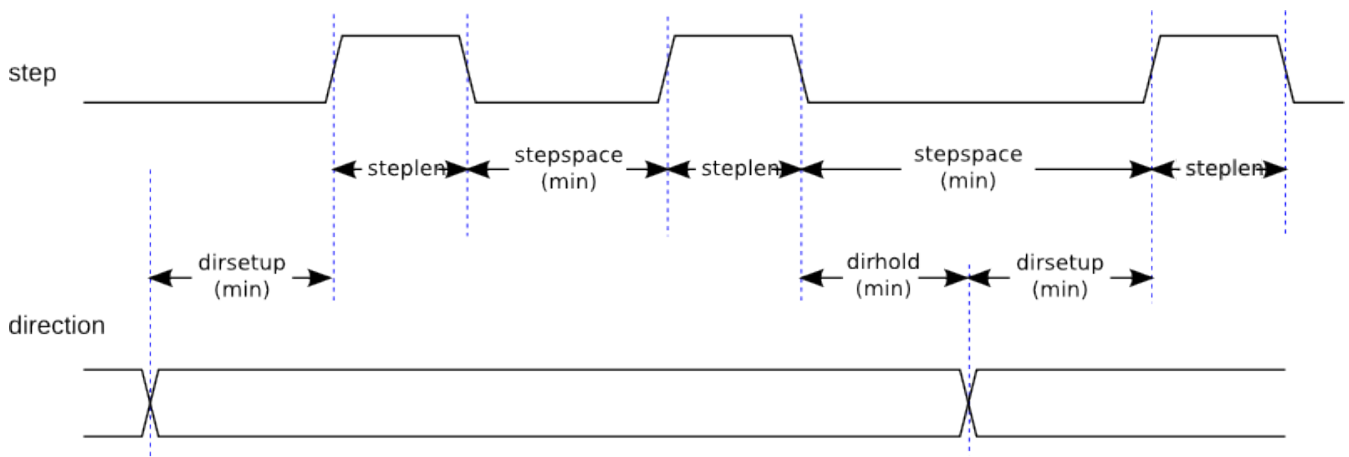 step
steplen
stepspace
(min)
steplen
stepspace
(min)
steplen
dirsetup
(min)
dirhold
(min)
dirsetup
(min)
direction